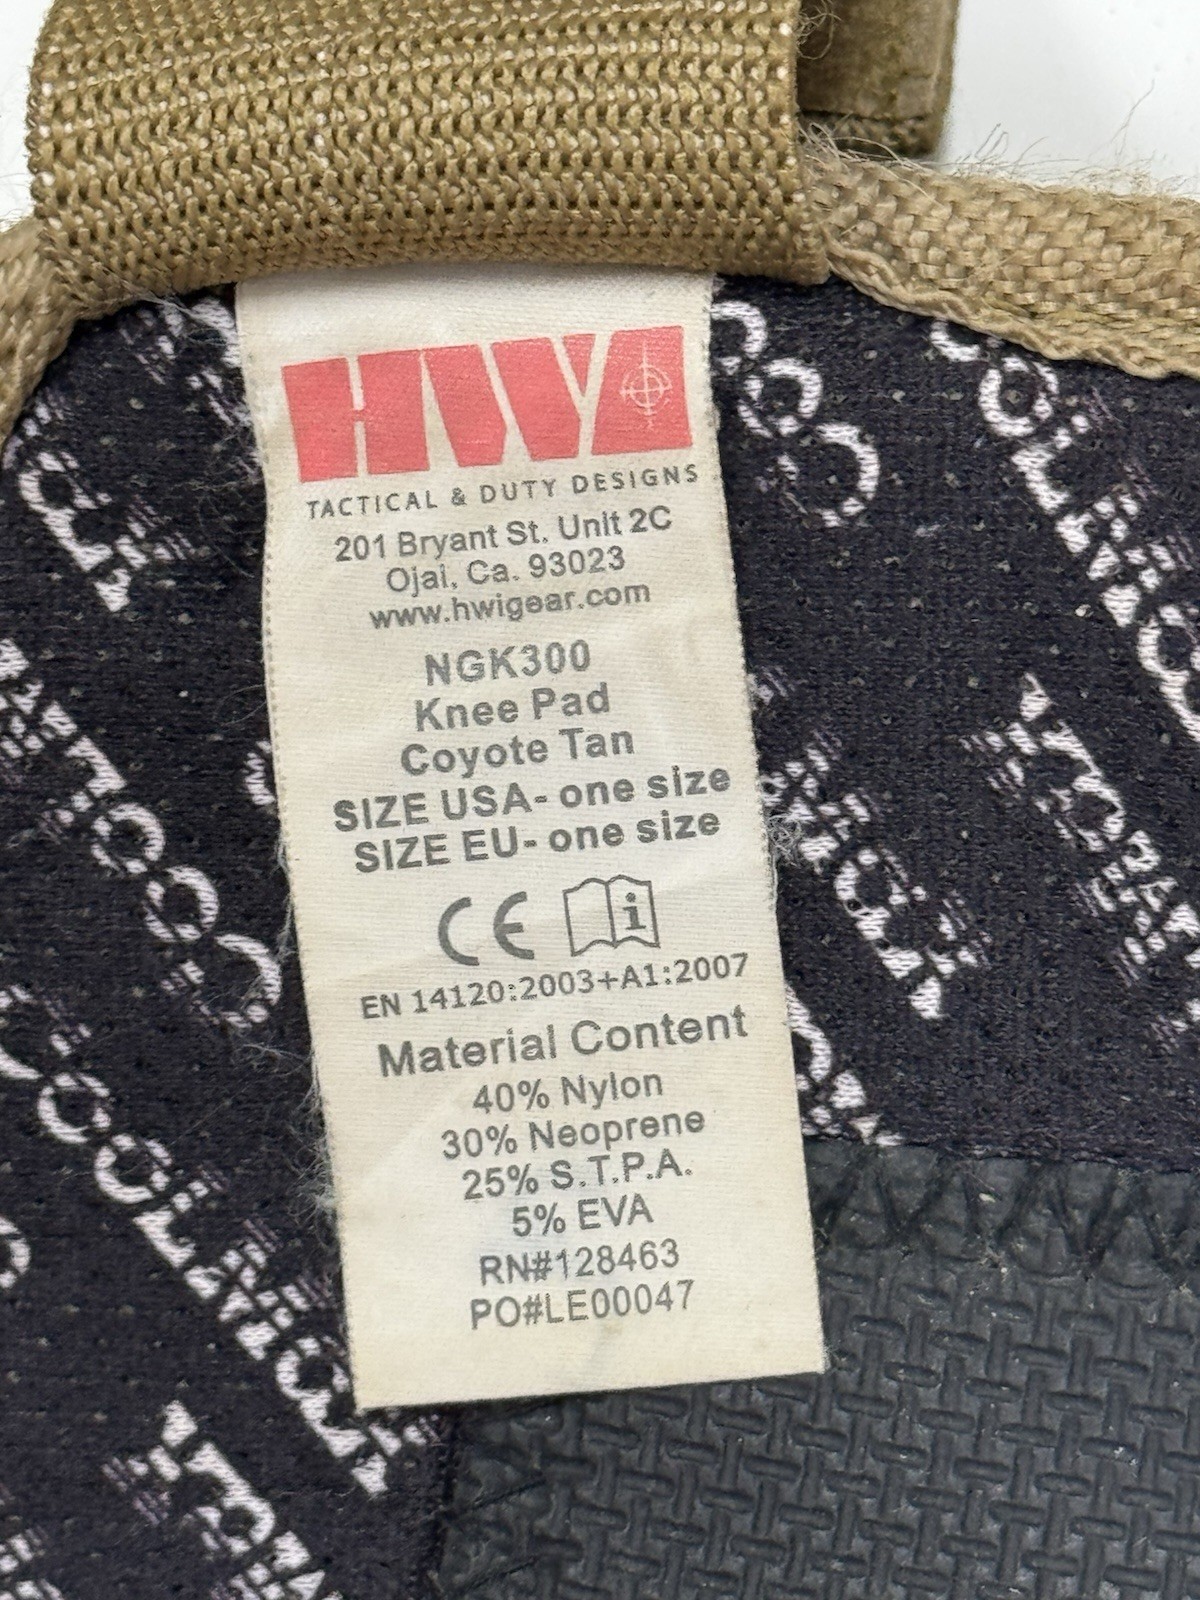 HWI
TACTICAL & DUTY DESIGNS
201 Bryant St. Unit 2C
Ojai, Ca. 93023
www.hwigear.com
NGK300
Knee Pad
Coyote Tan
SIZE USA- one size
SIZE EU- one size
CE i
EN 14120:2003+A1:2007
Material Content
40% Nylon
30% Neoprene
25% S.T.P.A.
5% EVA
RN#128463
PO#LE00047